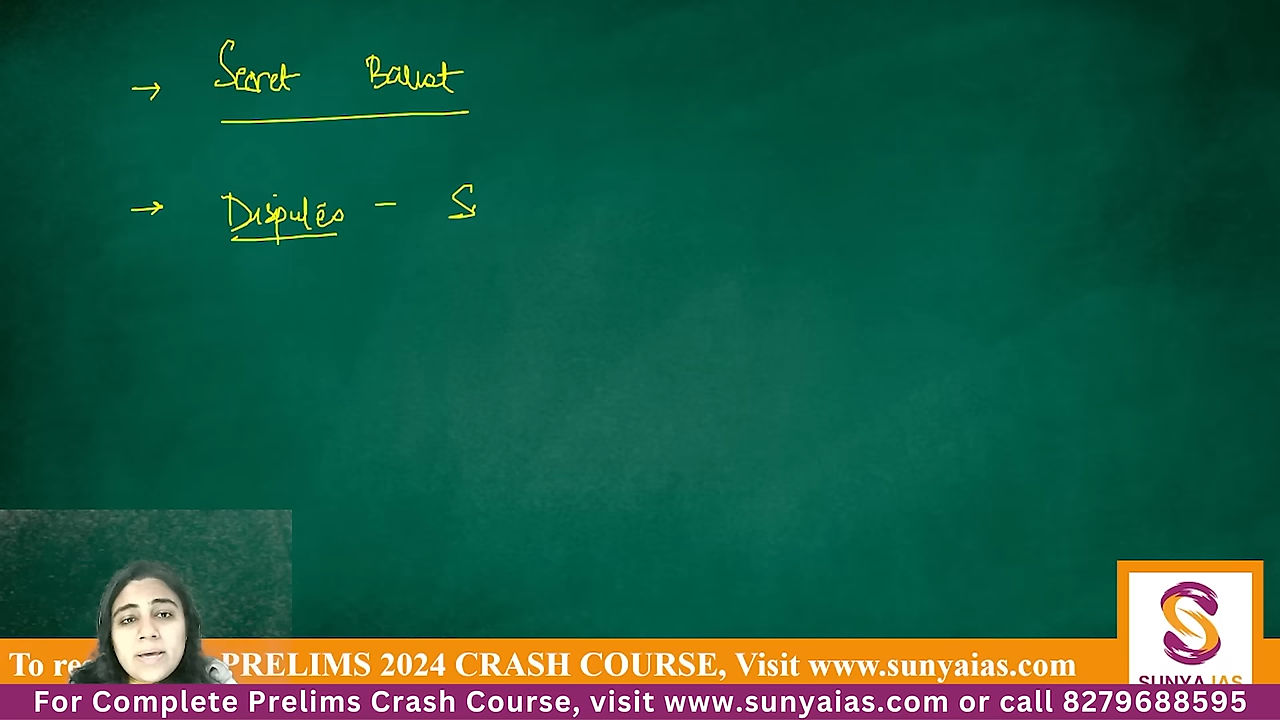 → Secret Ballot
→ Disputes - S
To re PRELIMS 2024 CRASH COURSE, Visit www.sunyaias.com
SUNYA IAS
For Complete Prelims Crash Course, visit www.sunyaias.com or call 8279688595